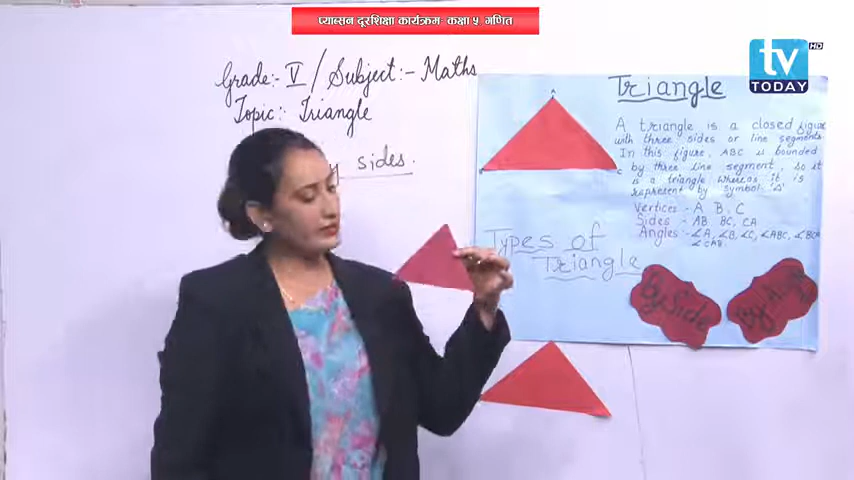 प्याब्सन दूरशिक्षा कार्यक्रमः कक्षा ५ गणित
tv HD
TODAY
Grade:- V / Subject:- Maths
Topic:- Triangle
By sides.
Triangle
A triangle is a closed figure
with three sides or line segments.
In this figure, ABC is bounded
by three line segment, so it
is a triangle whereas it is
represent by symbol 'Δ'
Vertices - A, B, C
Sides - AB, BC, CA
Angles - ∠A, ∠B, ∠C, ∠ABC, ∠BCA
∠CAB.
A
B
C
Types of
Triangle
By Side
By Angle